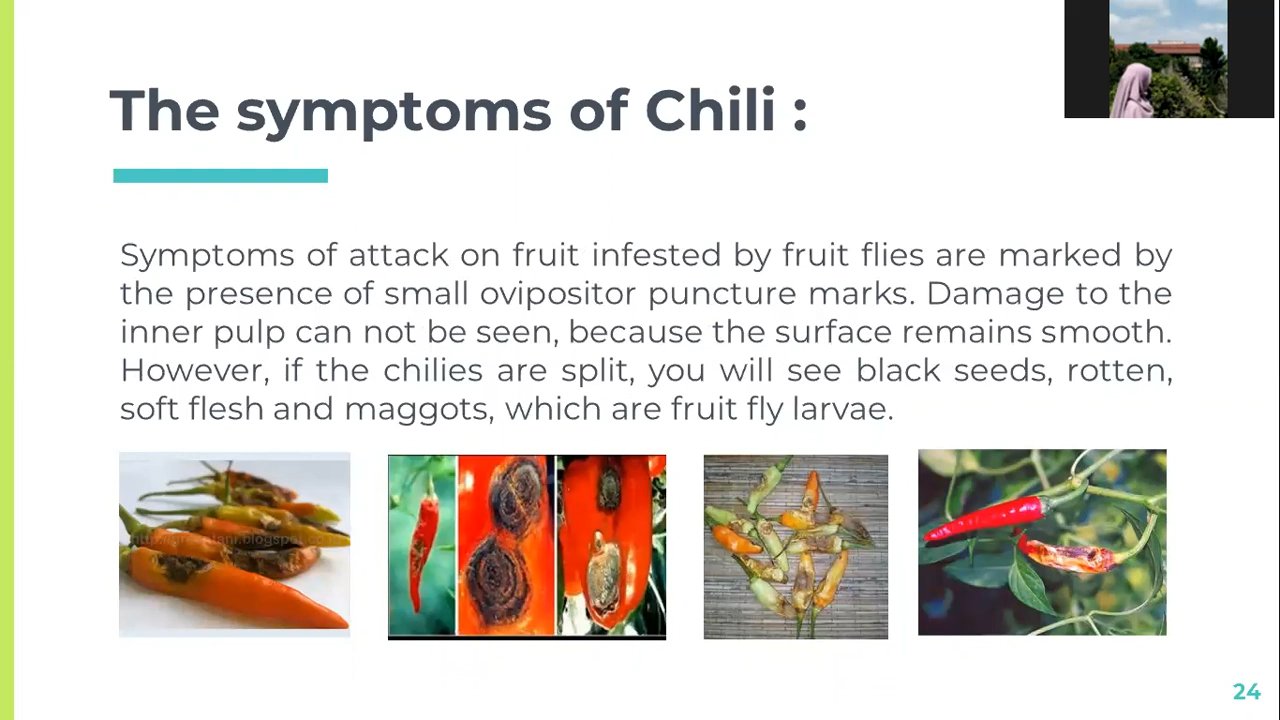 The symptoms of Chili :
Symptoms of attack on fruit infested by fruit flies are marked by
the presence of small ovipositor puncture marks. Damage to the
inner pulp can not be seen, because the surface remains smooth.
However, if the chilies are split, you will see black seeds, rotten,
soft flesh and maggots, which are fruit fly larvae.
24